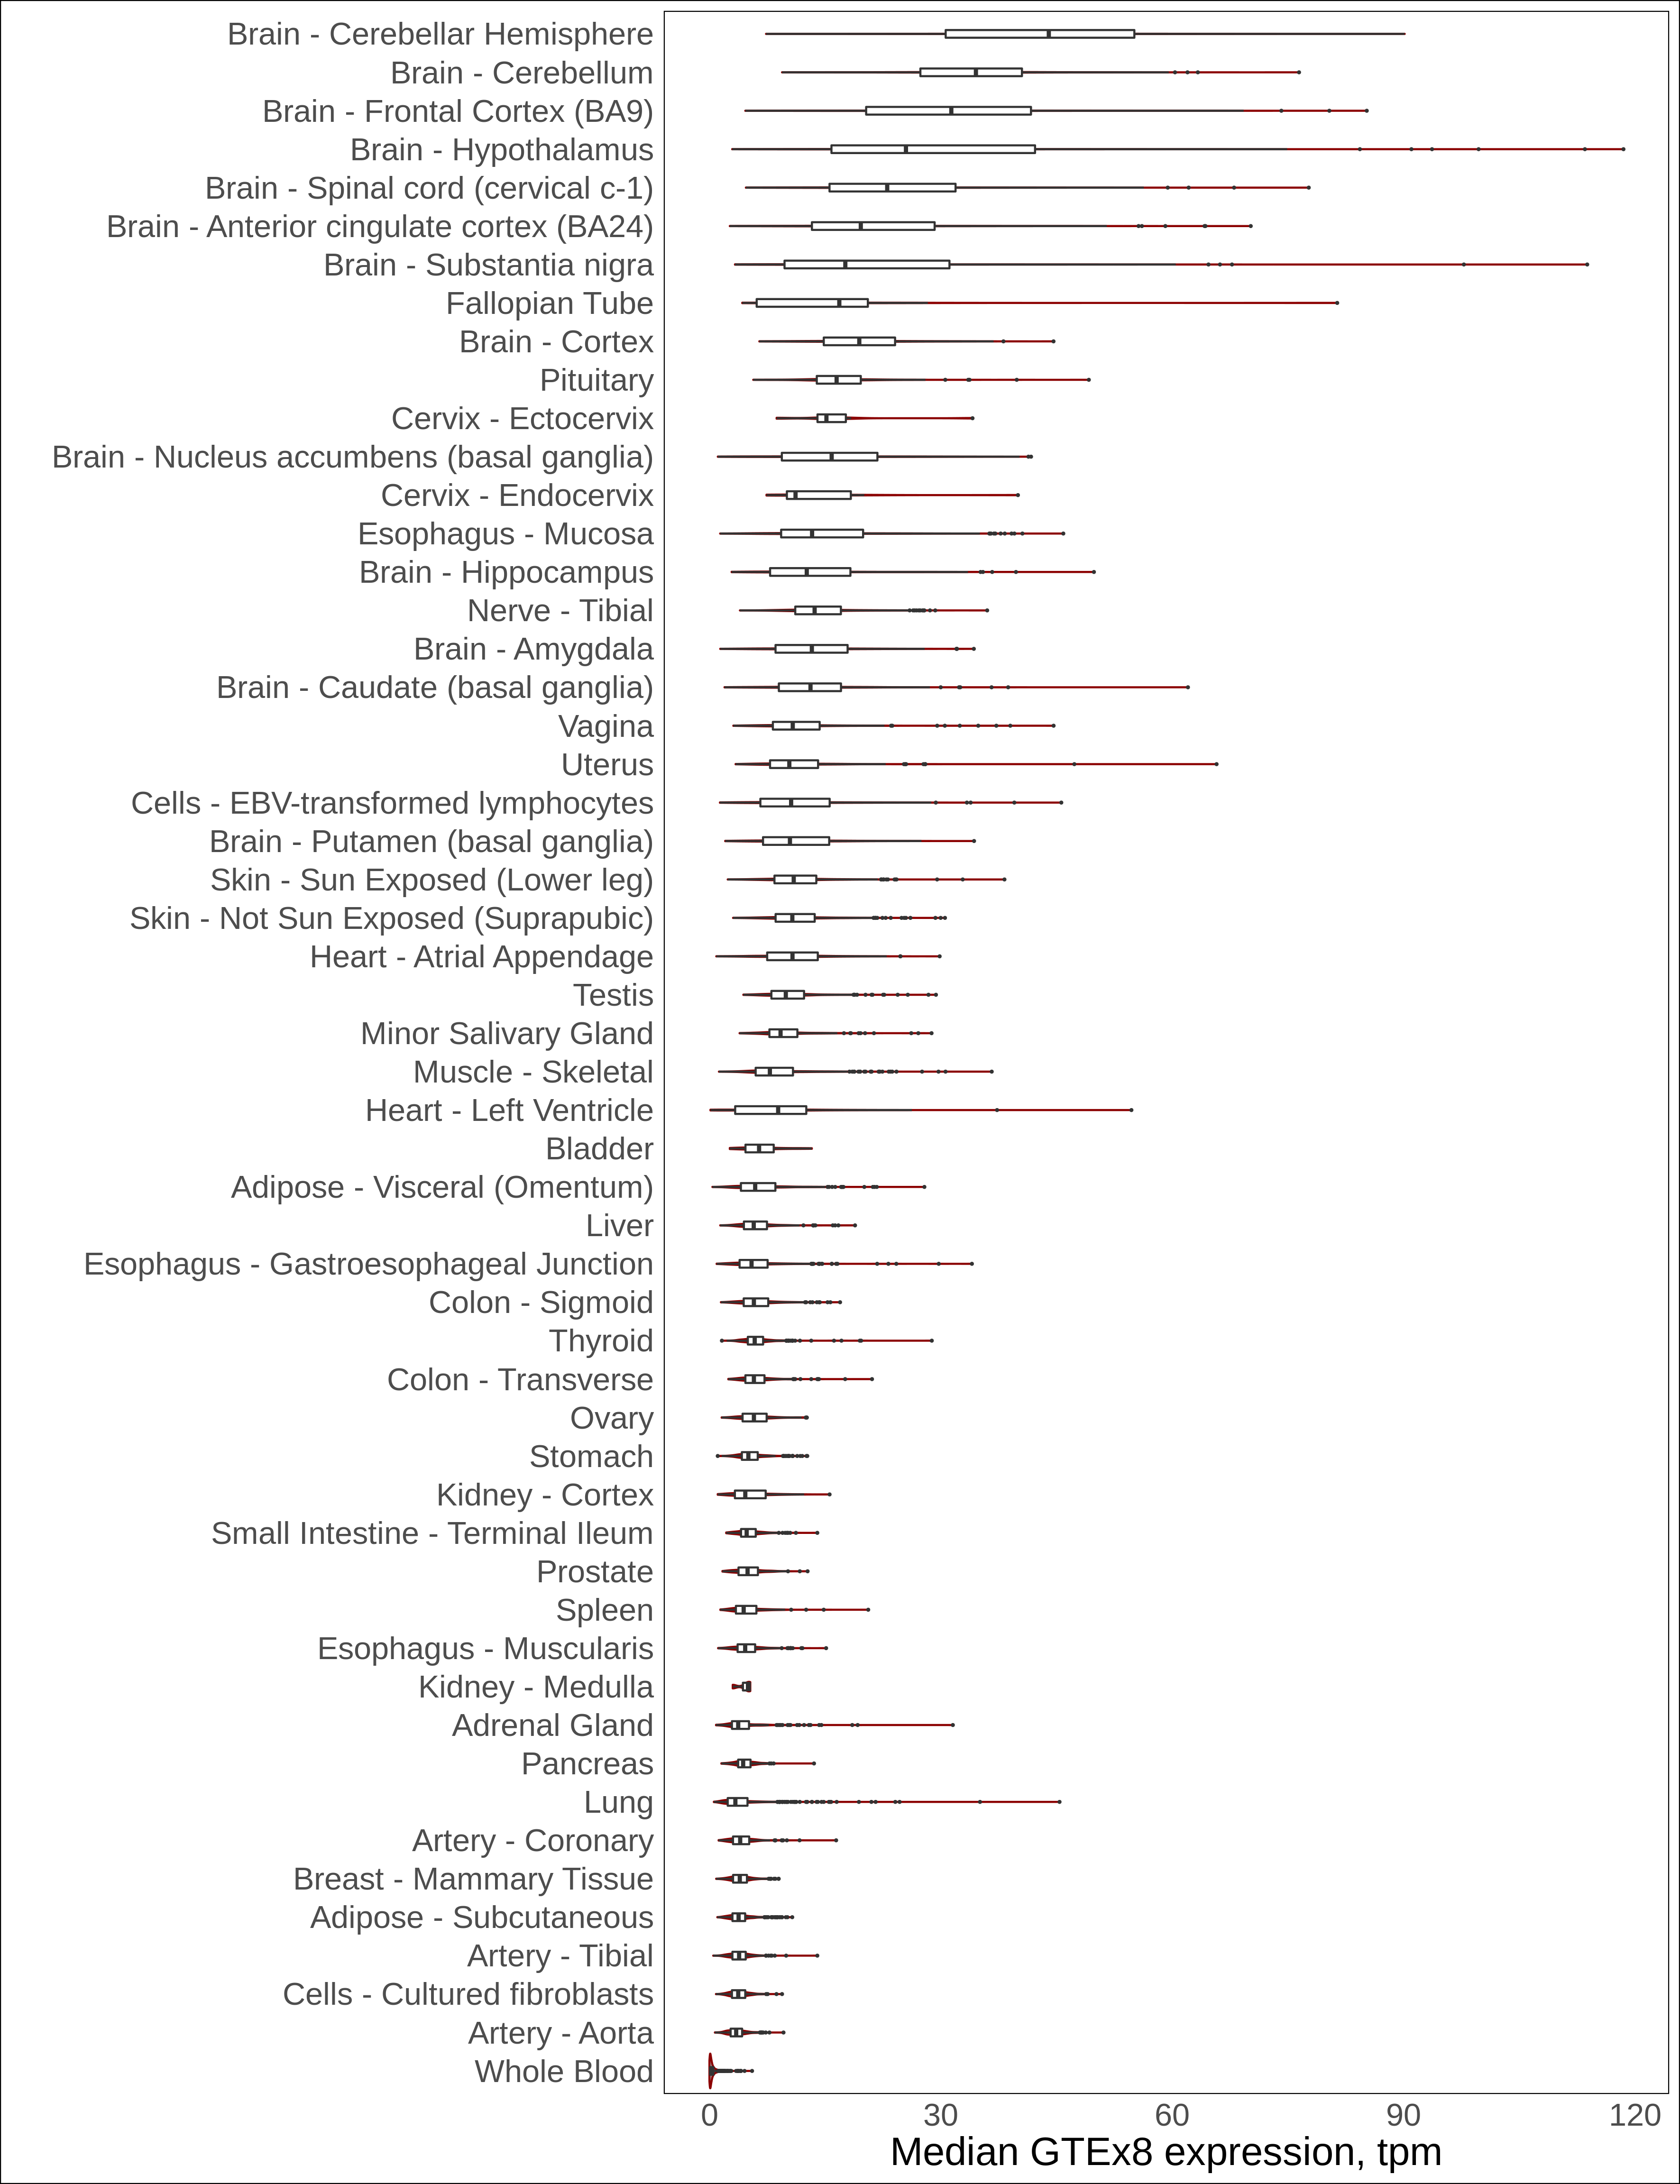 Brain - Cerebellar Hemisphere
Brain - Cerebellum
Brain - Frontal Cortex (BA9)
Brain - Hypothalamus
Brain - Spinal cord (cervical c-1)
Brain - Anterior cingulate cortex (BA24)
Brain - Substantia nigra
Fallopian Tube
Brain - Cortex
Pituitary
Cervix - Ectocervix
Brain - Nucleus accumbens (basal ganglia)
Cervix - Endocervix
Esophagus - Mucosa
Brain - Hippocampus
Nerve - Tibial
Brain - Amygdala
Brain - Caudate (basal ganglia)
Vagina
Uterus
Cells - EBV-transformed lymphocytes
Brain - Putamen (basal ganglia)
Skin - Sun Exposed (Lower leg)
Skin - Not Sun Exposed (Suprapubic)
Heart - Atrial Appendage
Testis
Minor Salivary Gland
Muscle - Skeletal
Heart - Left Ventricle
Bladder
Adipose - Visceral (Omentum)
Liver
Esophagus - Gastroesophageal Junction
Colon - Sigmoid
Thyroid
Colon - Transverse
Ovary
Stomach
Kidney - Cortex
Small Intestine - Terminal Ileum
Prostate
Spleen
Esophagus - Muscularis
Kidney - Medulla
Adrenal Gland
Pancreas
Lung
Artery - Coronary
Breast - Mammary Tissue
Adipose - Subcutaneous
Artery - Tibial
Cells - Cultured fibroblasts
Artery - Aorta
Whole Blood
0 30 60 90 120
Median GTEx8 expression, tpm